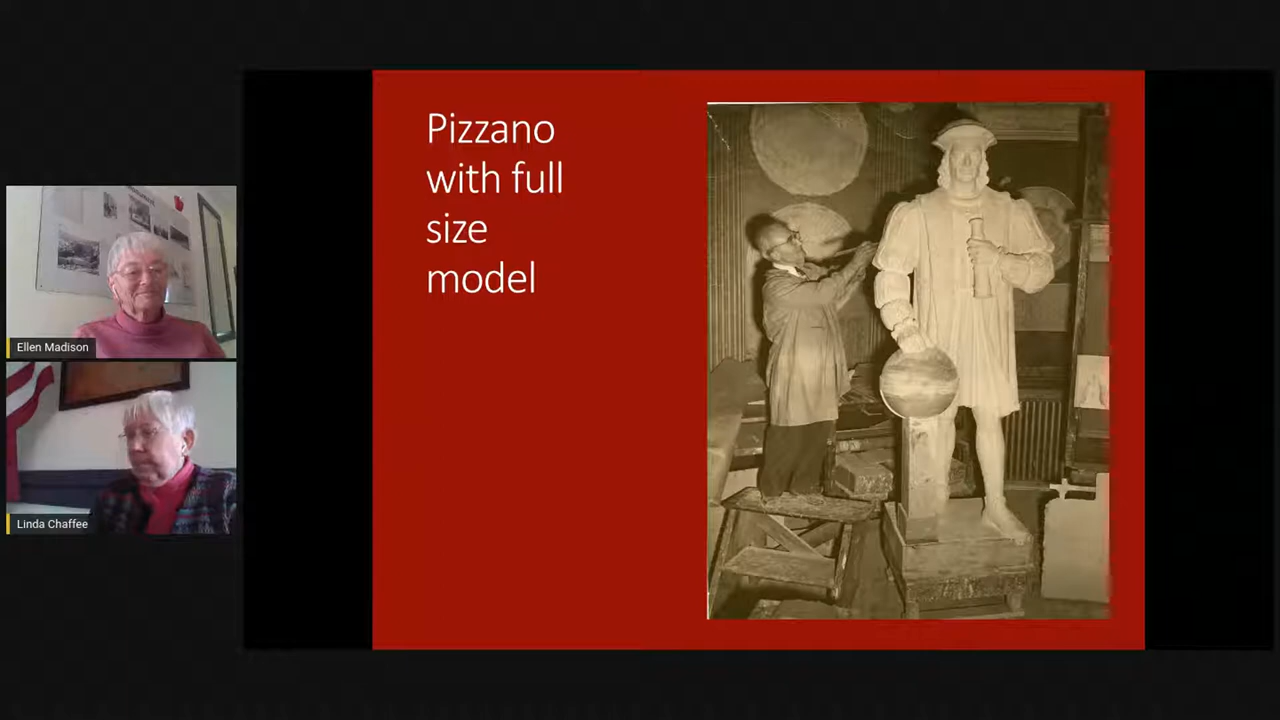 Pizzano
with full
size
model
Ellen Madison
Linda Chaffee